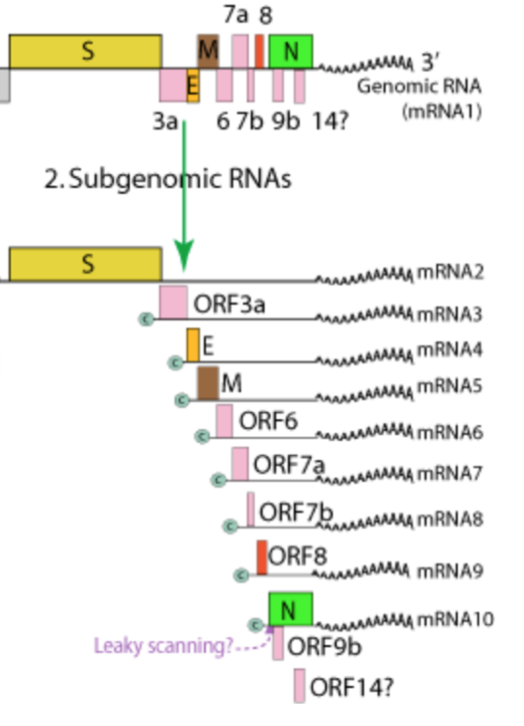 7a 8
S M N
3′
E
Genomic RNA
(mRNA1)
3a 6 7b 9b 14?
2. Subgenomic RNAs
S mRNA2
ORF3a mRNA3
c
E mRNA4
c
M mRNA5
c
ORF6 mRNA6
c
ORF7a mRNA7
c
ORF7b mRNA8
c
ORF8 mRNA9
c
N mRNA10
c
Leaky scanning? ORF9b
ORF14?